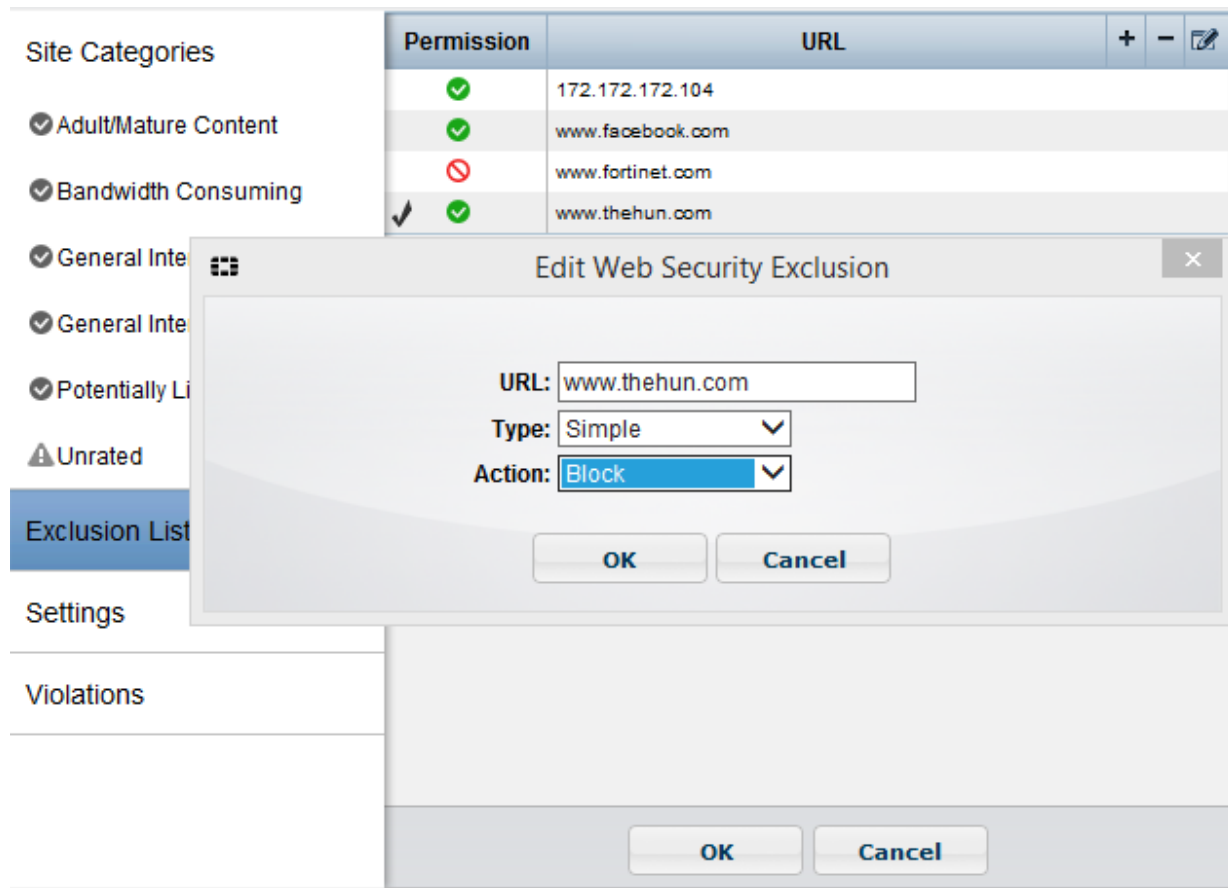 Site Categories
Adult/Mature Content
Bandwidth Consuming
General Inte
General Inte
Potentially Li
Unrated
Exclusion List
Settings
Violations
Permission URL + −
172.172.172.104
www.facebook.com
www.fortinet.com
www.thehun.com
Edit Web Security Exclusion ×
URL: www.thehun.com
Type: Simple
Action: Block
OK Cancel
OK Cancel